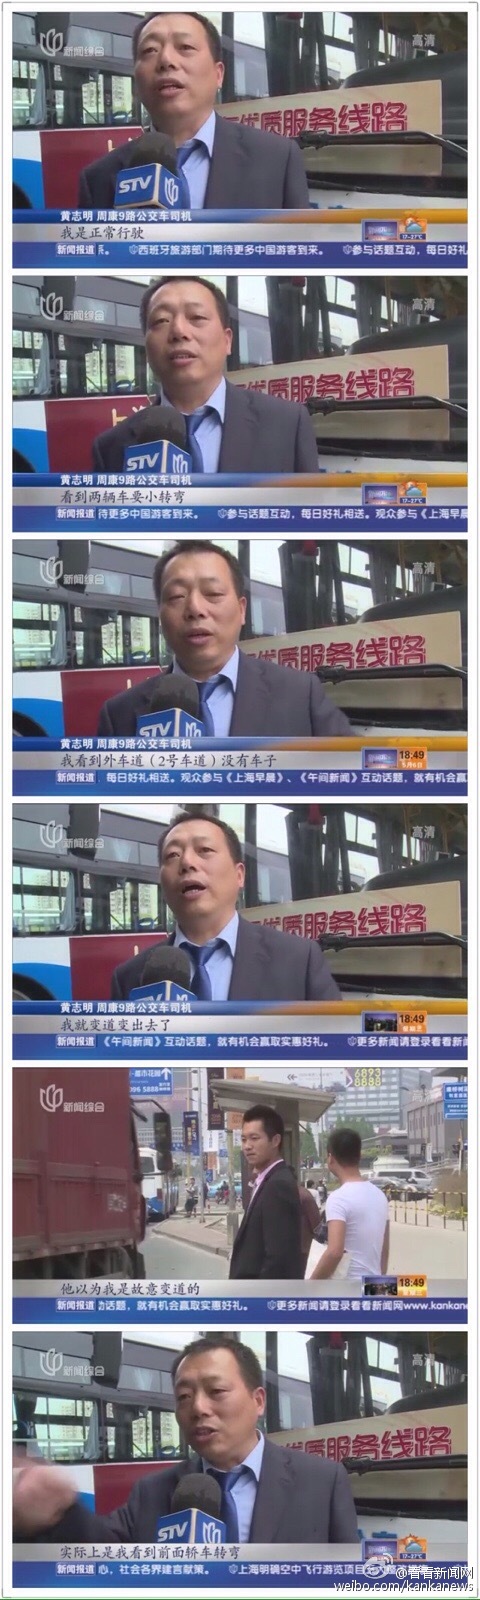 新闻综合
高清
优质服务线路
STV
黄志明 周康9路公交车司机
我是正常行驶
17-27℃
新闻报道
西班牙旅游部门期待更多中国游客到来。 参与话题互动，每日好礼
新闻综合
高清
优质服务线路
STV
黄志明 周康9路公交车司机
看到两辆车要小转弯
17-27℃
新闻报道
待更多中国游客到来。 参与话题互动，每日好礼相送。观众参与《上海早晨
新闻综合
高清
优质服务线路
STV
黄志明 周康9路公交车司机
我看到外车道（2号车道）没有车子
18:49
5月6日
新闻报道
每日好礼相送。观众参与《上海早晨》、《午间新闻》互动话题，就有机会赢
新闻综合
高清
优质服务线路
STV
黄志明 周康9路公交车司机
我就变道变出去了
18:49
新闻报道
《午间新闻》互动话题，就有机会赢取实惠好礼。 更多新闻请登录看看新闻
新闻综合
6893
8888
096 5888
他以为我是故意变道的
18:49
新闻报道
动话题，就有机会赢取实惠好礼。 更多新闻请登录看看新闻网www.kankane
新闻综合
高清
优质服务线路
STV
实际上是我看到前面轿车转弯
17-27℃
新闻报道
心，社会各界建言献策。 上海明确空中飞行游览项目
看看新闻网
weibo.com/kankanews